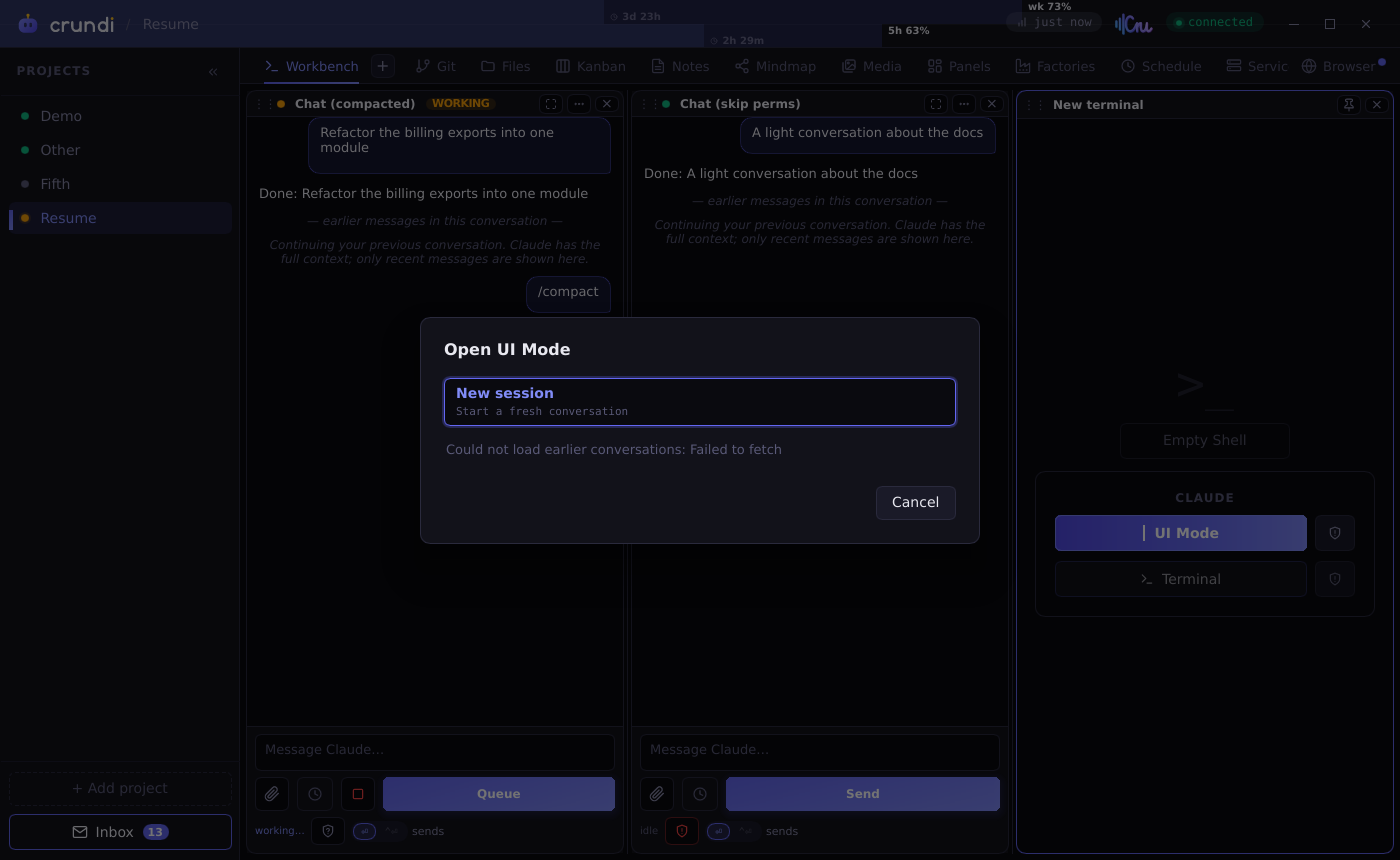 crundi / Resume
3d 23h
wk 73%
2h 29m
5h 63%
just now
Cru
connected
PROJECTS
Demo
Other
Fifth
Resume
+ Add project
Inbox 13
Workbench
+
Git
Files
Kanban
Notes
Mindmap
Media
Panels
Factories
Schedule
Servic
Browser
Chat (compacted) WORKING
Refactor the billing exports into one
module
Done: Refactor the billing exports into one module
— earlier messages in this conversation —
Continuing your previous conversation. Claude has the
full context; only recent messages are shown here.
/compact
Message Claude...
Queue
working...
sends
Chat (skip perms)
A light conversation about the docs
Done: A light conversation about the docs
— earlier messages in this conversation —
Continuing your previous conversation. Claude has the
full context; only recent messages are shown here.
Message Claude...
Send
idle
sends
New terminal
>_
Empty Shell
CLAUDE
UI Mode
Terminal
Open UI Mode
New session
Start a fresh conversation
Could not load earlier conversations: Failed to fetch
Cancel